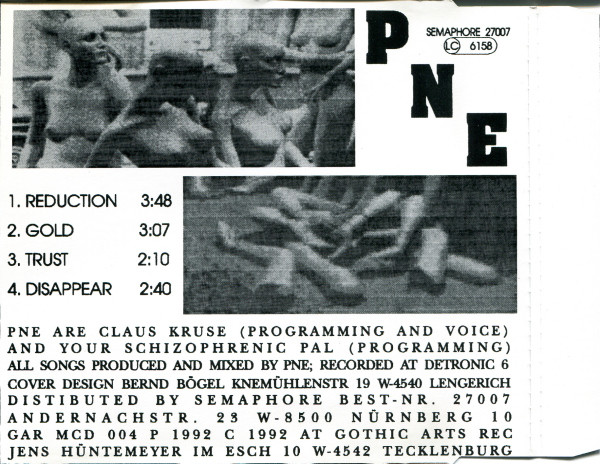 PNE
SEMAPHORE 27007
LC 6158
1. REDUCTION 3:48
2. GOLD 3:07
3. TRUST 2:10
4. DISAPPEAR 2:40
PNE ARE CLAUS KRUSE (PROGRAMMING AND VOICE)
AND YOUR SCHIZOPHRENIC PAL (PROGRAMMING)
ALL SONGS PRODUCED AND MIXED BY PNE; RECORDED AT DETRONIC 6
COVER DESIGN BERND BÖGEL KNEMÜHLENSTR 19 W-4540 LENGERICH
DISTIBUTED BY SEMAPHORE BEST-NR. 27007
ANDERNACHSTR. 23 W-8500 NÜRNBERG 10
GAR MCD 004 P 1992 C 1992 AT GOTHIC ARTS REC
JENS HÜNTEMEYER IM ESCH 10 W-4542 TECKLENBURG